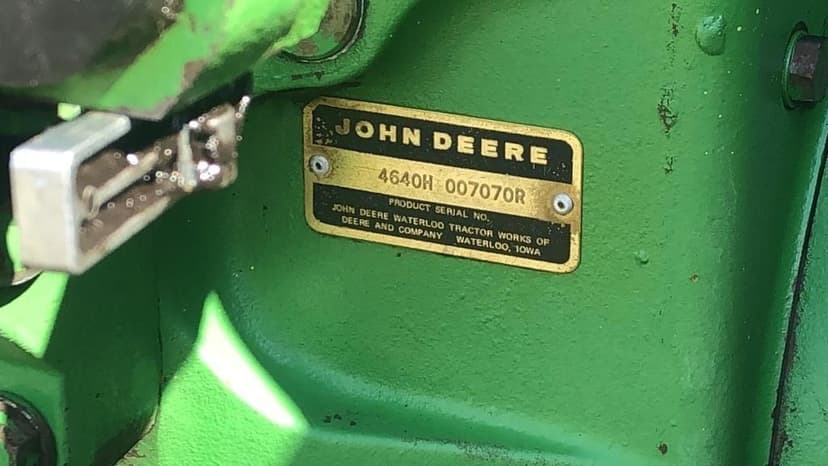 JOHN DEERE
4640H 007070R
PRODUCT SERIAL NO.
JOHN DEERE WATERLOO TRACTOR WORKS OF
DEERE AND COMPANY WATERLOO, IOWA